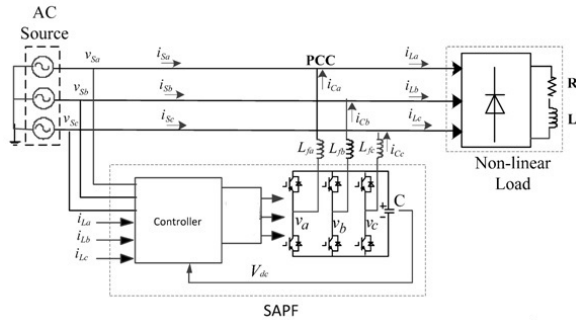 AC
Source
v_Sa
v_Sb
v_Sc
i_Sa
i_Sb
i_Sc
PCC
i_Ca
i_Cb
i_Cc
i_La
i_Lb
i_Lc
R
L
Non-linear
Load
L_fa
L_fb
L_fc
Controller
i_La
i_Lb
i_Lc
v_a
v_b
v_c
C
+
-
V_dc
SAPF